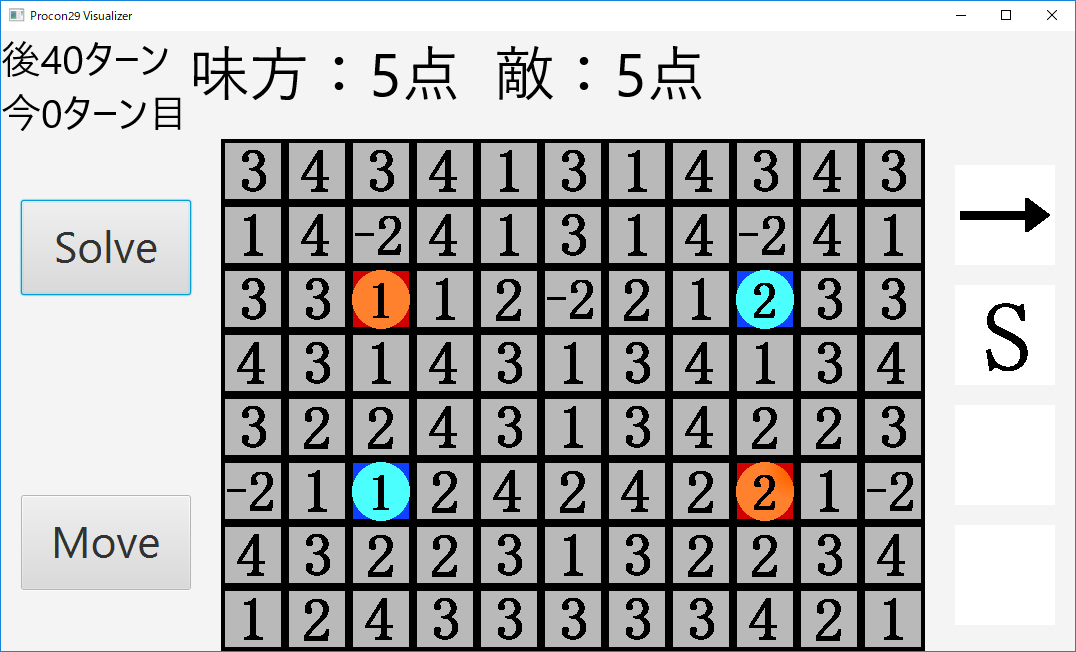 Procon29 Visualizer
後40ターン
今0ターン目
味方：5点 敵：5点
Solve
Move
3 4 3 4 1 3 1 4 3 4 3
1 4 -2 4 1 3 1 4 -2 4 1
3 3 1 1 2 -2 2 1 2 3 3
4 3 1 4 3 1 3 4 1 3 4
3 2 2 4 3 1 3 4 2 2 3
-2 1 1 2 4 2 4 2 2 1 -2
4 3 2 2 3 1 3 2 2 3 4
1 2 4 3 3 3 3 3 4 2 1
→
S